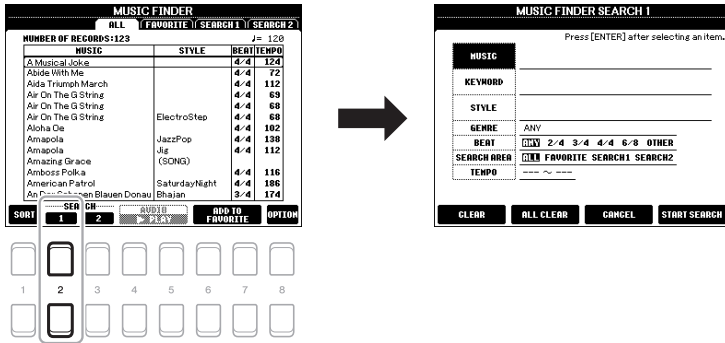 MUSIC FINDER
ALL FAVORITE SEARCH 1 SEARCH 2
NUMBER OF RECORDS:123 ♩= 120
MUSIC STYLE BEAT TEMPO
A Musical Joke 4/4 124
Abide With Me 4/4 72
Aida Triumph March 4/4 112
Air On The G String 4/4 69
Air On The G String 4/4 68
Air On The G String ElectroStep 4/4 68
Aloha Oe 4/4 102
Amapola JazzPop 4/4 138
Amapola Jig 4/4 112
Amazing Grace (SONG)
Amboss Polka 4/4 116
American Patrol SaturdayNight 4/4 186
An Der Schonen Blauen Donau Bhajan 3/4 174
SORT SEARCH 1 2 AUDIO ▶ PLAY ADD TO FAVORITE OPTION
1 2 3 4 5 6 7 8
MUSIC FINDER SEARCH 1
Press [ENTER] after selecting an item.
MUSIC
KEYWORD
STYLE
GENRE ANY
BEAT ANY 2/4 3/4 4/4 6/8 OTHER
SEARCH AREA ALL FAVORITE SEARCH1 SEARCH2
TEMPO --- ~ ---
CLEAR ALL CLEAR CANCEL START SEARCH